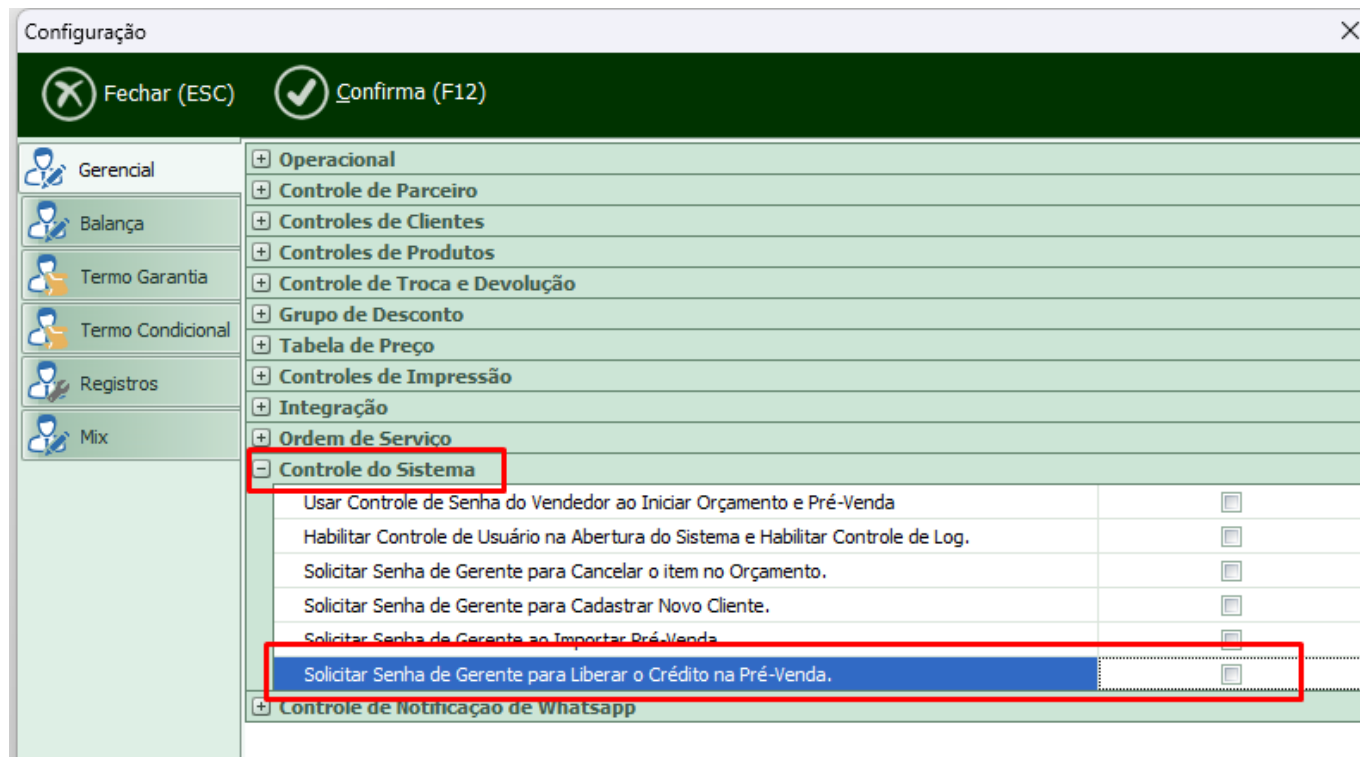 Configuração
Fechar (ESC)
Confirma (F12)
Gerencial
Balança
Termo Garantia
Termo Condicional
Registros
Mix
Operacional
Controle de Parceiro
Controles de Clientes
Controles de Produtos
Controle de Troca e Devolução
Grupo de Desconto
Tabela de Preço
Controles de Impressão
Integração
Ordem de Serviço
Controle do Sistema
Usar Controle de Senha do Vendedor ao Iniciar Orçamento e Pré-Venda
Habilitar Controle de Usuário na Abertura do Sistema e Habilitar Controle de Log.
Solicitar Senha de Gerente para Cancelar o item no Orçamento.
Solicitar Senha de Gerente para Cadastrar Novo Cliente.
Solicitar Senha de Gerente ao Importar Pré-Venda
Solicitar Senha de Gerente para Liberar o Crédito na Pré-Venda.
Controle de Notificação de Whatsapp